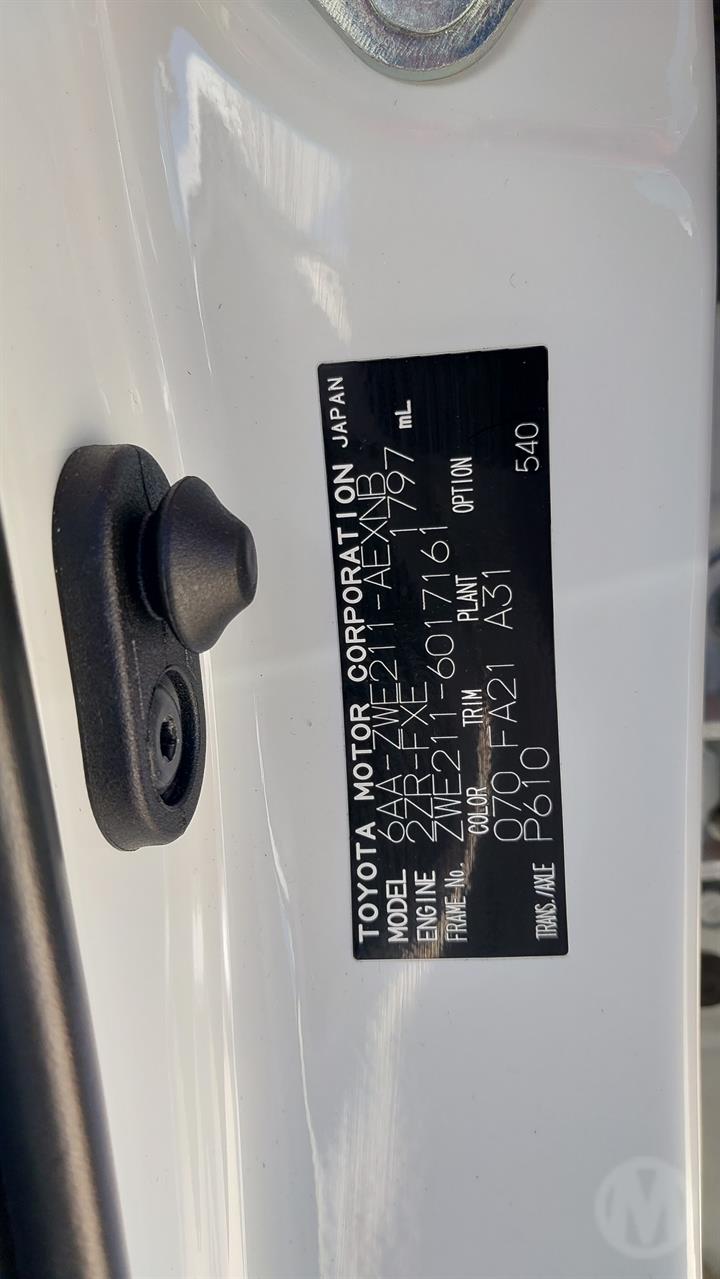 TOYOTA MOTOR CORPORATION JAPAN
MODEL 6AA-ZWE211-AEXNB
ENGINE 2ZR-FXE 1797 mL
FRAME No. ZWE211-6017161
COLOR TRIM PLANT OPTION
070 FA21 A31
TRANS./AXLE P610 540
M